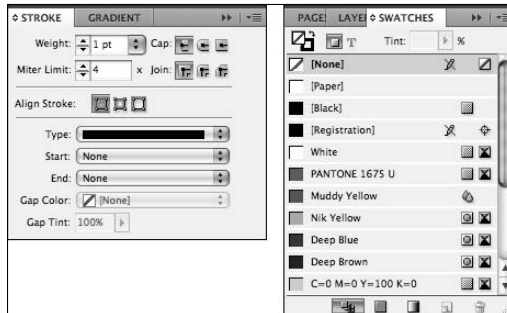 STROKE GRADIENT
Weight: 1 pt Cap:
Miter Limit: 4 x Join:
Align Stroke:
Type:
Start: None
End: None
Gap Color: [None]
Gap Tint: 100%
PAGE LAYE SWATCHES
T Tint: %
[None]
[Paper]
[Black]
[Registration]
White
PANTONE 1675 U
Muddy Yellow
Nik Yellow
Deep Blue
Deep Brown
C=0 M=0 Y=100 K=0